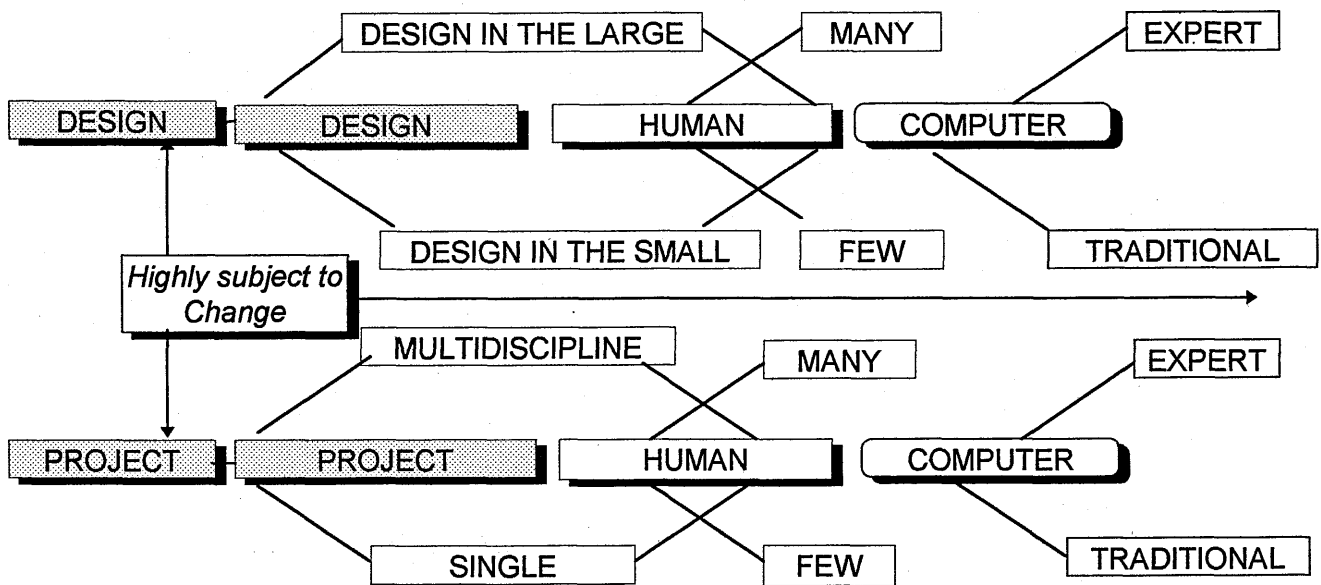 DESIGN IN THE LARGE
MANY
EXPERT
DESIGN
DESIGN
HUMAN
COMPUTER
DESIGN IN THE SMALL
FEW
TRADITIONAL
Highly subject to
Change
MULTIDISCIPLINE
MANY
EXPERT
PROJECT
PROJECT
HUMAN
COMPUTER
SINGLE
FEW
TRADITIONAL